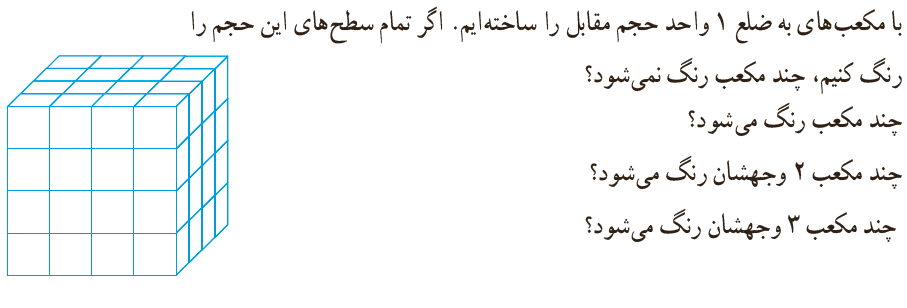 با مکعب‌های به ضلع ۱ واحد حجم مقابل را ساخته‌ایم. اگر تمام سطح‌های این حجم را
رنگ کنیم، چند مکعب رنگ نمی‌شود؟
چند مکعب رنگ می‌شود؟
چند مکعب ۲ وجهشان رنگ می‌شود؟
چند مکعب ۳ وجهشان رنگ می‌شود؟